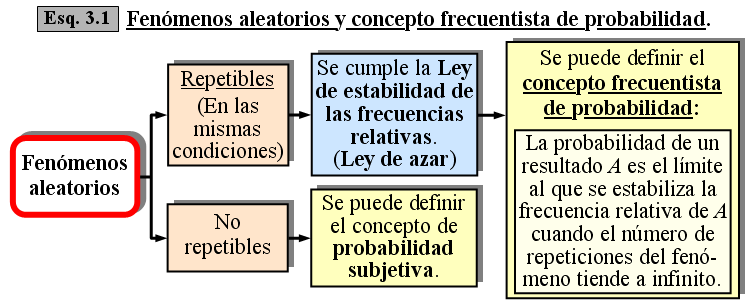 Esq. 3.1 Fenómenos aleatorios y concepto frecuentista de probabilidad.
Fenómenos
aleatorios
Repetibles
(En las
mismas
condiciones)
Se cumple la Ley
de estabilidad de
las frecuencias
relativas.
(Ley de azar)
Se puede definir el
concepto frecuentista
de probabilidad:
La probabilidad de un
resultado A es el límite
al que se estabiliza la
frecuencia relativa de A
cuando el número de
repeticiones del fenó-
meno tiende a infinito.
No
repetibles
Se puede definir
el concepto de
probabilidad
subjetiva.